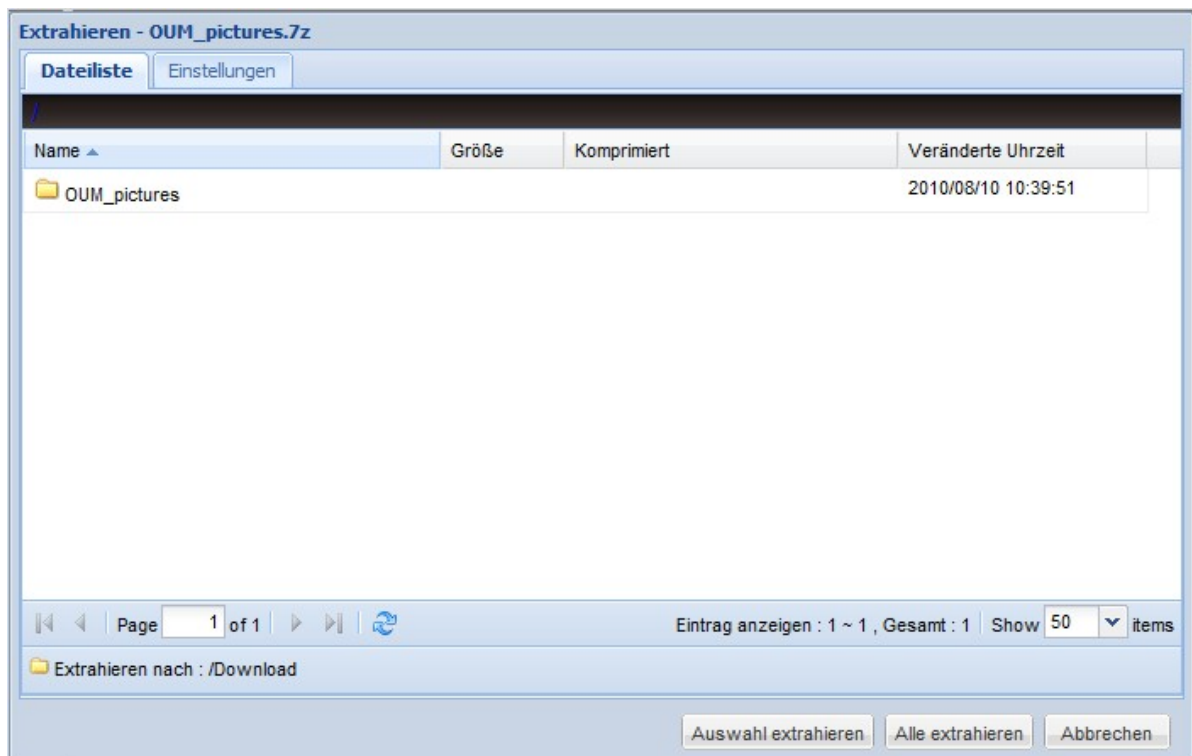 Extrahieren - OUM_pictures.7z
Dateiliste Einstellungen
/
Name Größe Komprimiert Veränderte Uhrzeit
OUM_pictures 2010/08/10 10:39:51
Page 1 of 1 Eintrag anzeigen : 1 ~ 1 , Gesamt : 1 Show 50 items
Extrahieren nach : /Download
Auswahl extrahieren Alle extrahieren Abbrechen